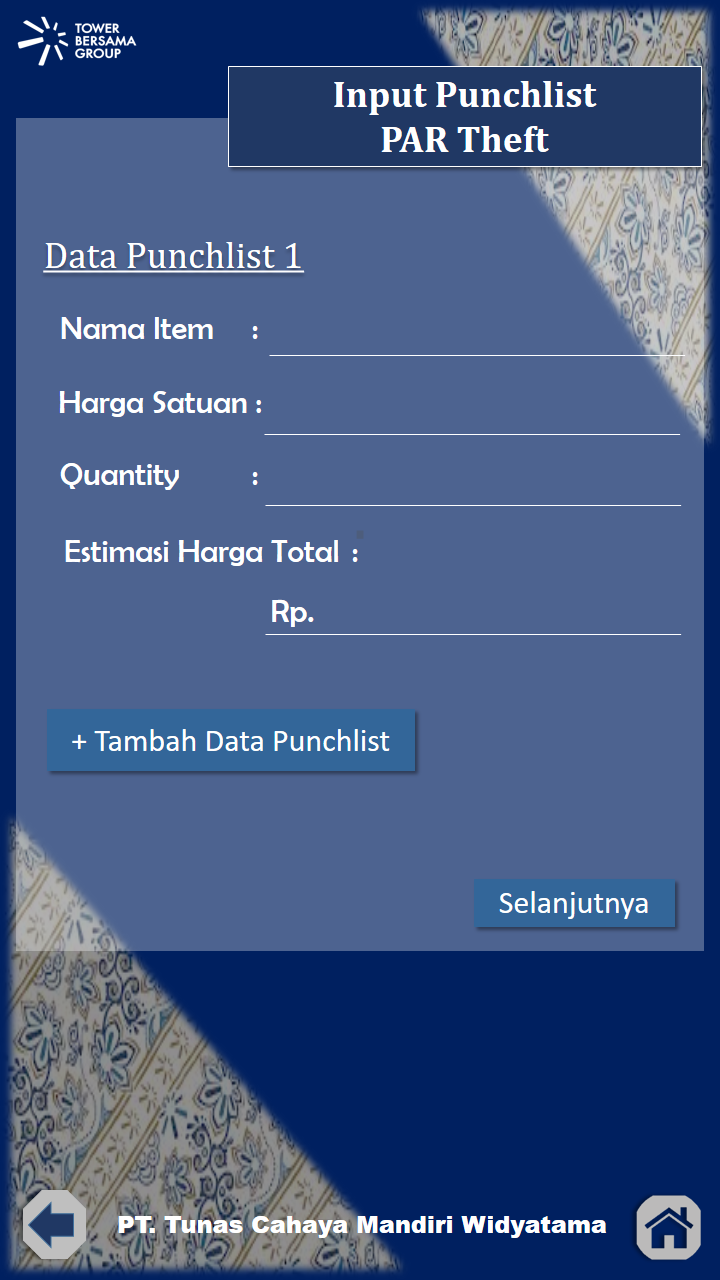 TOWER
BERSAMA
GROUP
Input Punchlist
PAR Theft
Data Punchlist 1
Nama Item :
Harga Satuan :
Quantity :
Estimasi Harga Total :
Rp.
+ Tambah Data Punchlist
Selanjutnya
PT. Tunas Cahaya Mandiri Widyatama